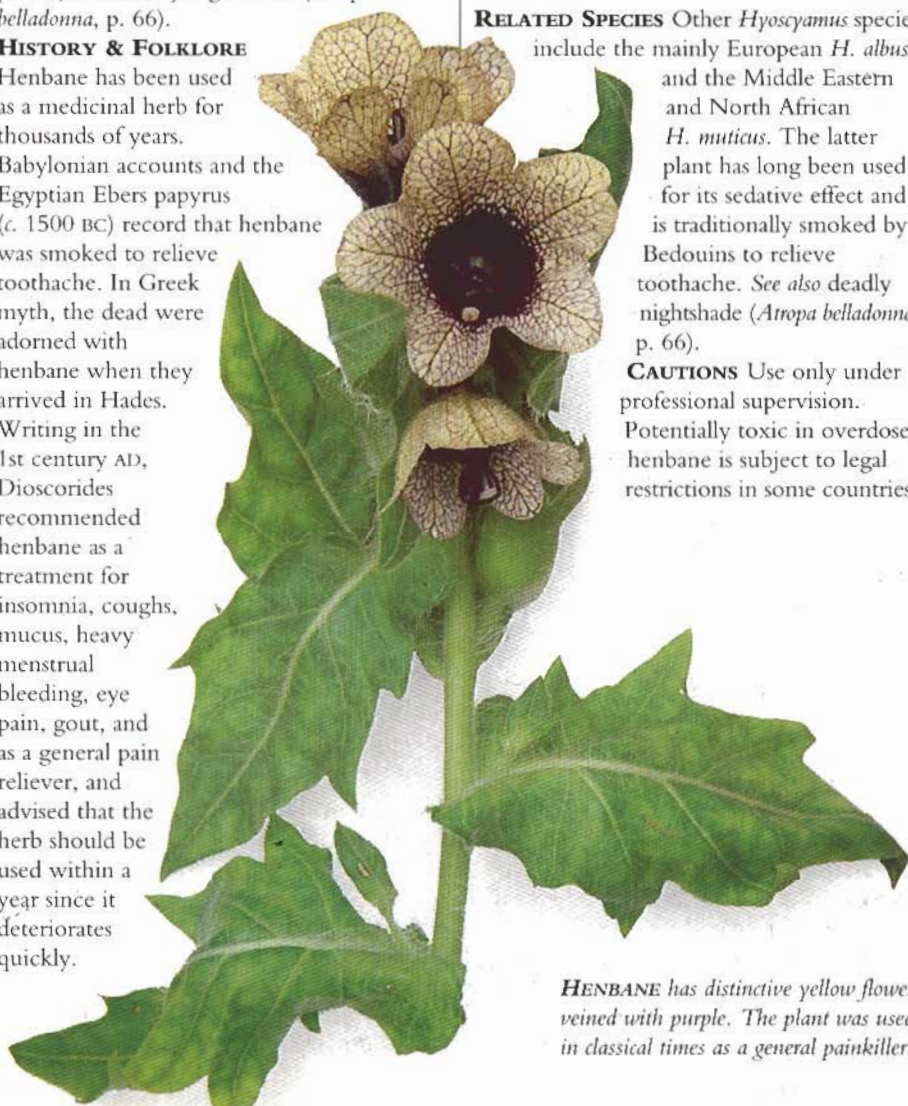 belladonna, p. 66).
HISTORY & FOLKLORE
Henbane has been used
as a medicinal herb for
thousands of years.
Babylonian accounts and the
Egyptian Ebers papyrus
(c. 1500 BC) record that henbane
was smoked to relieve
toothache. In Greek
myth, the dead were
adorned with
henbane when they
arrived in Hades.
Writing in the
1st century AD,
Dioscorides
recommended
henbane as a
treatment for
insomnia, coughs,
mucus, heavy
menstrual
bleeding, eye
pain, gout, and
as a general pain
reliever, and
advised that the
herb should be
used within a
year since it
deteriorates
quickly.
RELATED SPECIES Other Hyoscyamus specie
include the mainly European H. albus
and the Middle Eastern
and North African
H. muticus. The latter
plant has long been used
for its sedative effect and
is traditionally smoked by
Bedouins to relieve
toothache. See also deadly
nightshade (Atropa belladonna
p. 66).
CAUTIONS Use only under
professional supervision.
Potentially toxic in overdose
henbane is subject to legal
restrictions in some countries
HENBANE has distinctive yellow flower
veined with purple. The plant was used
in classical times as a general painkiller